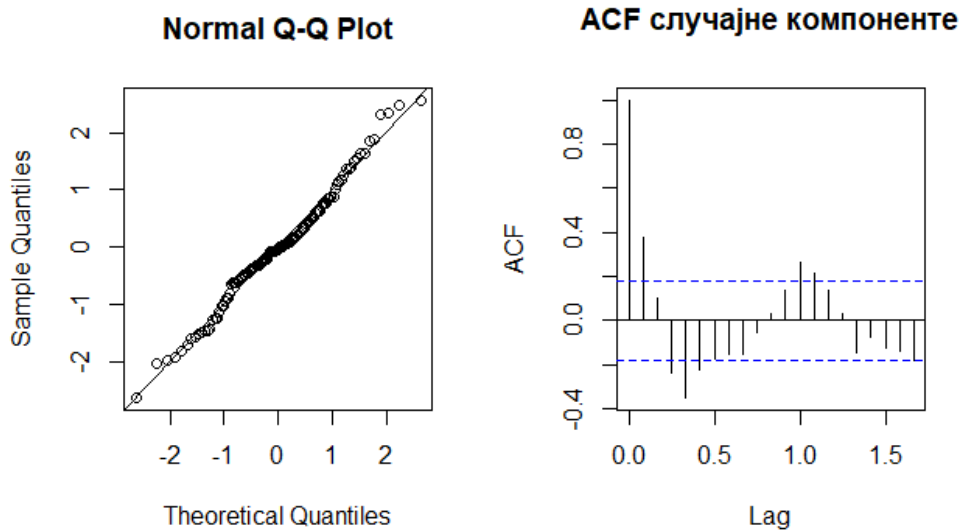 Normal Q-Q Plot
Sample Quantiles
2
1
0
-1
-2
-2 -1 0 1 2
Theoretical Quantiles
ACF случајне компоненте
ACF
0.8
0.4
0.0
-0.4
0.0 0.5 1.0 1.5
Lag